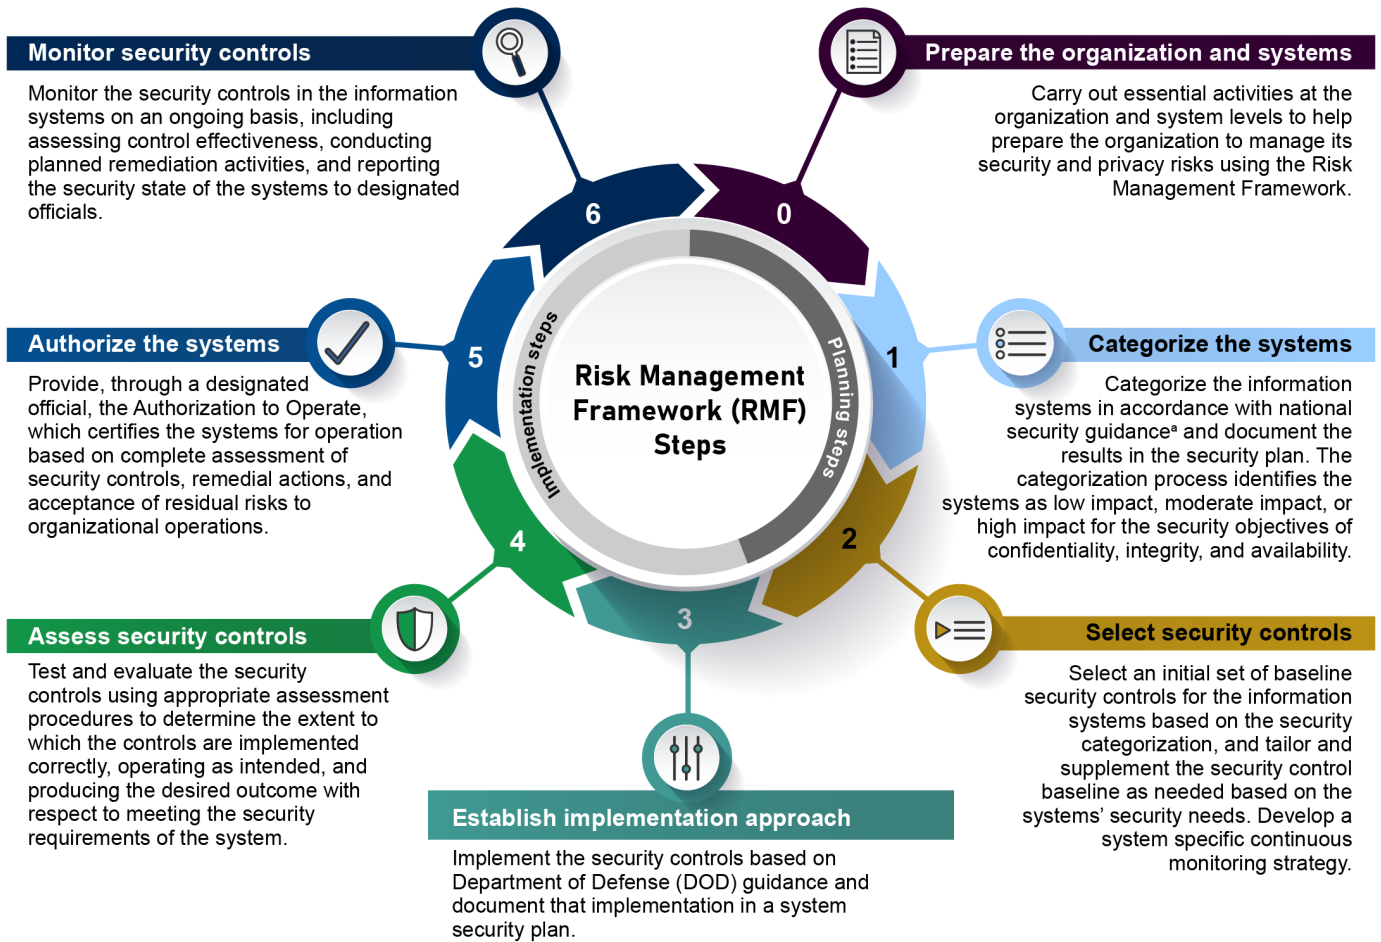 Monitor security controls
Monitor the security controls in the information
systems on an ongoing basis, including
assessing control effectiveness, conducting
planned remediation activities, and reporting
the security state of the systems to designated
officials.
Prepare the organization and systems
Carry out essential activities at the
organization and system levels to help
prepare the organization to manage its
security and privacy risks using the Risk
Management Framework.
6
0
5
1
4
2
3
Implementation steps
Planning steps
Risk Management
Framework (RMF)
Steps
Authorize the systems
Provide, through a designated
official, the Authorization to Operate,
which certifies the systems for operation
based on complete assessment of
security controls, remedial actions, and
acceptance of residual risks to
organizational operations.
Categorize the systems
Categorize the information
systems in accordance with national
security guidanceᵃ and document the
results in the security plan. The
categorization process identifies the
systems as low impact, moderate impact, or
high impact for the security objectives of
confidentiality, integrity, and availability.
Assess security controls
Test and evaluate the security
controls using appropriate assessment
procedures to determine the extent to
which the controls are implemented
correctly, operating as intended, and
producing the desired outcome with
respect to meeting the security
requirements of the system.
Select security controls
Select an initial set of baseline
security controls for the information
systems based on the security
categorization, and tailor and
supplement the security control
baseline as needed based on the
systems’ security needs. Develop a
system specific continuous
monitoring strategy.
Establish implementation approach
Implement the security controls based on
Department of Defense (DOD) guidance and
document that implementation in a system
security plan.